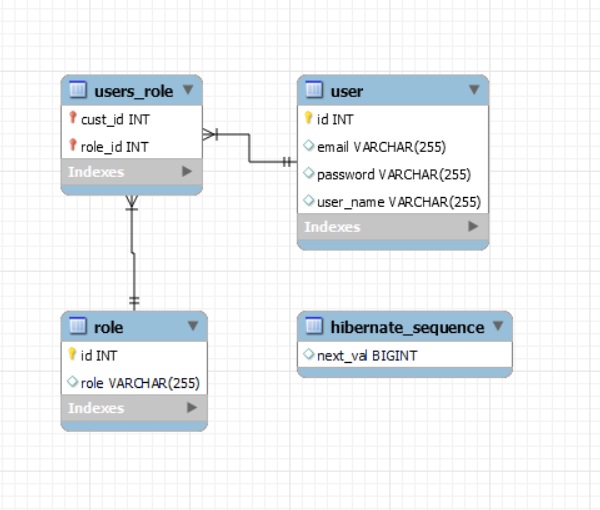 users_role
cust_id INT
role_id INT
Indexes
user
id INT
email VARCHAR(255)
password VARCHAR(255)
user_name VARCHAR(255)
Indexes
role
id INT
role VARCHAR(255)
Indexes
hibernate_sequence
next_val BIGINT